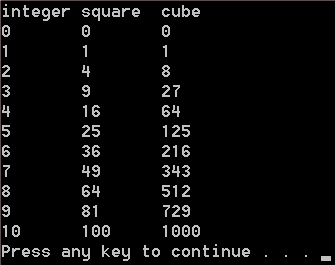 integer square cube
0 0 0
1 1 1
2 4 8
3 9 27
4 16 64
5 25 125
6 36 216
7 49 343
8 64 512
9 81 729
10 100 1000
Press any key to continue . . . _